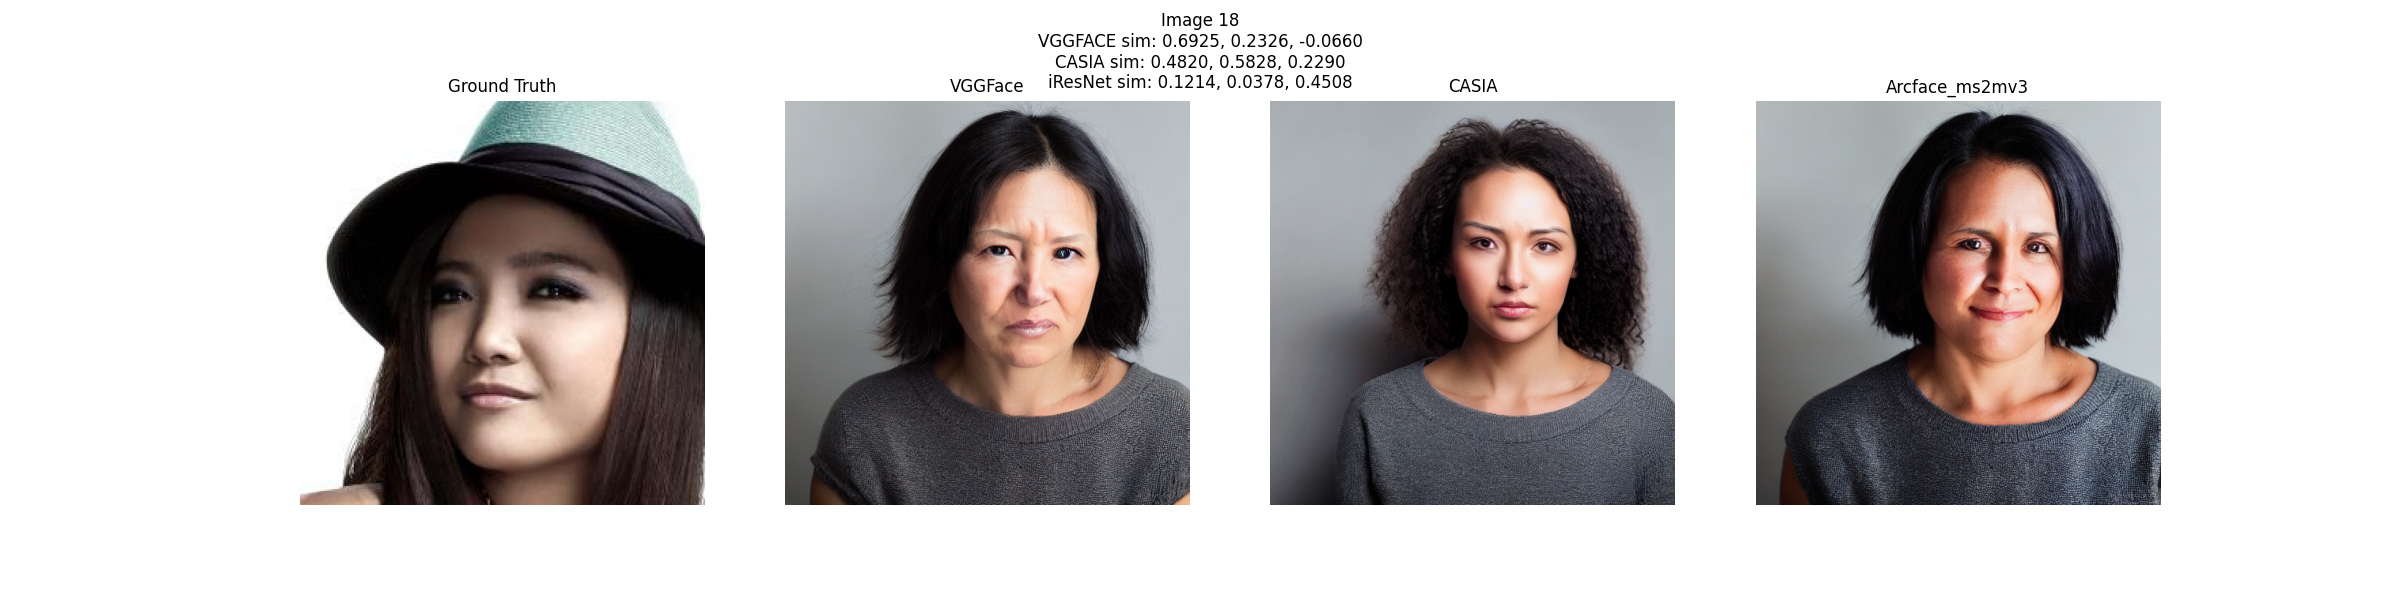 Image 18
VGGFACE sim: 0.6925, 0.2326, -0.0660
CASIA sim: 0.4820, 0.5828, 0.2290
iResNet sim: 0.1214, 0.0378, 0.4508
Ground Truth
VGGFace
CASIA
Arcface_ms2mv3